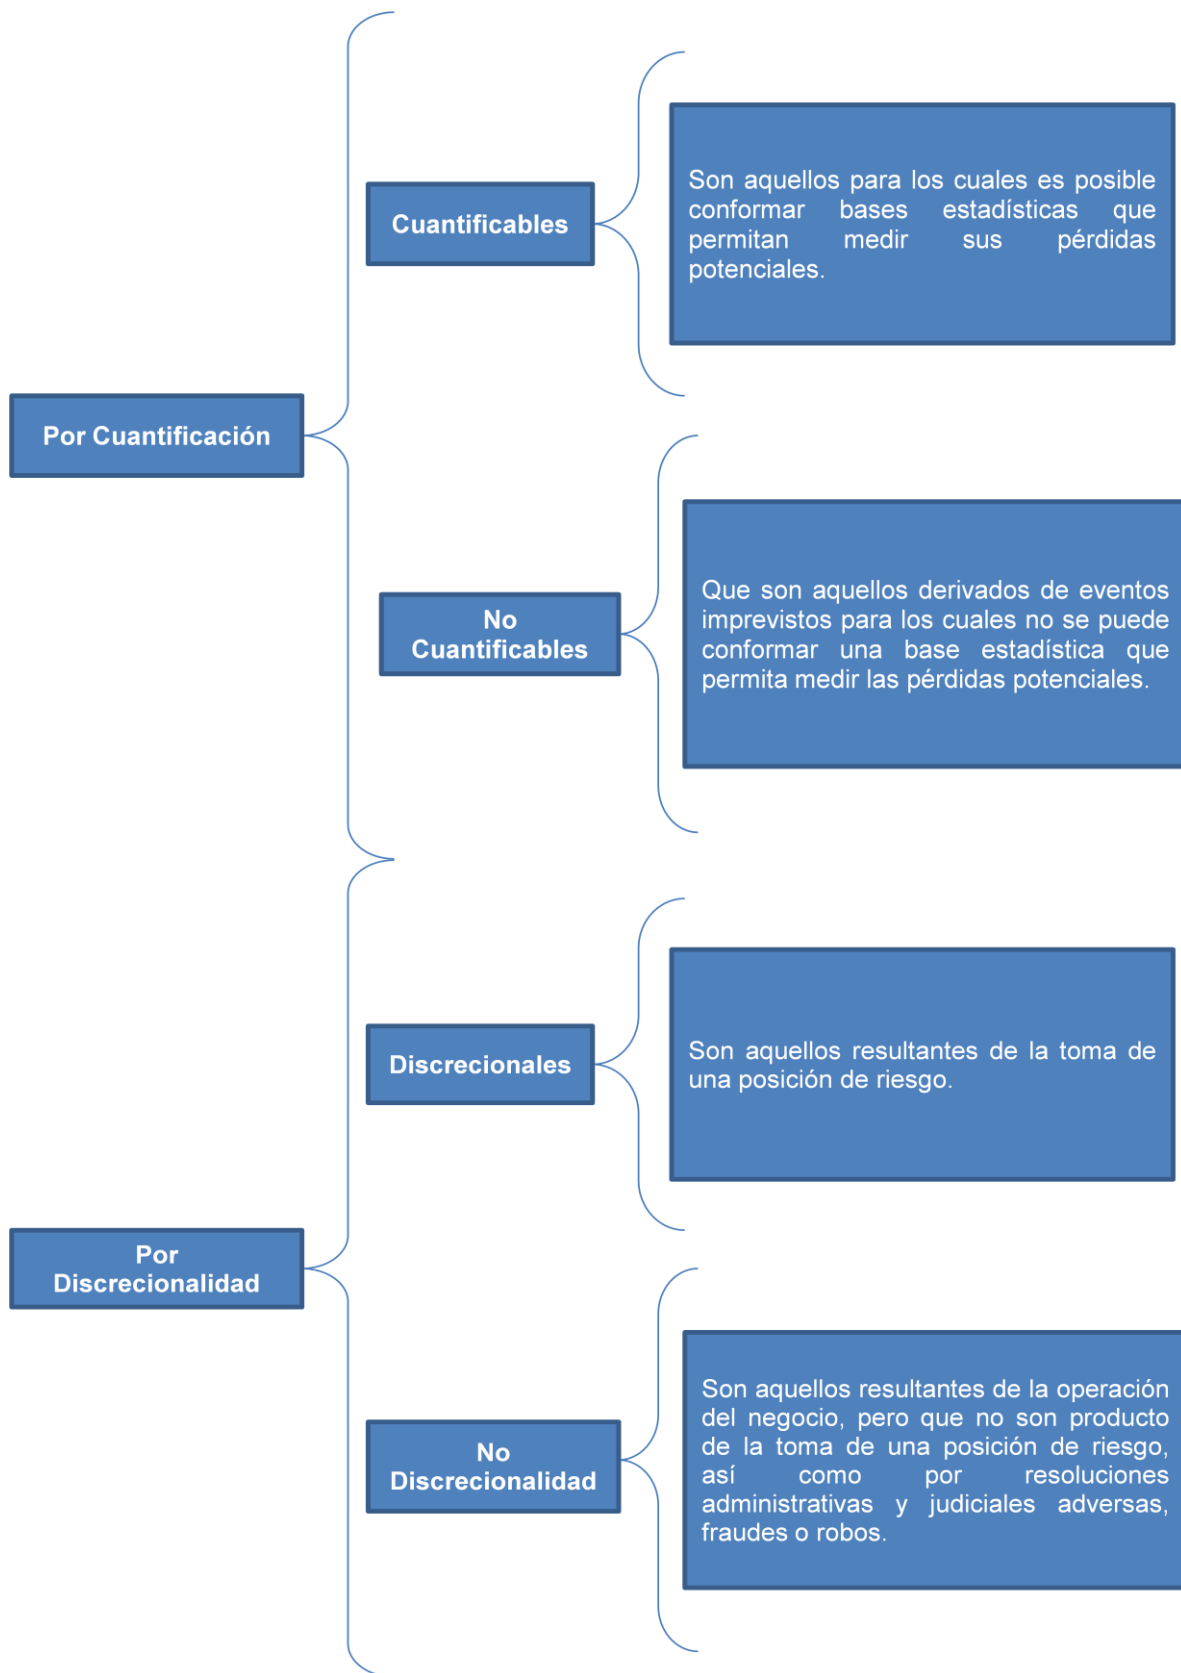 Por Cuantificación
Cuantificables
Son aquellos para los cuales es posible
conformar bases estadísticas que
permitan medir sus pérdidas
potenciales.
No
Cuantificables
Que son aquellos derivados de eventos
imprevistos para los cuales no se puede
conformar una base estadística que
permita medir las pérdidas potenciales.
Por
Discrecionalidad
Discrecionales
Son aquellos resultantes de la toma de
una posición de riesgo.
No
Discrecionalidad
Son aquellos resultantes de la operación
del negocio, pero que no son producto
de la toma de una posición de riesgo,
así como por resoluciones
administrativas y judiciales adversas,
fraudes o robos.